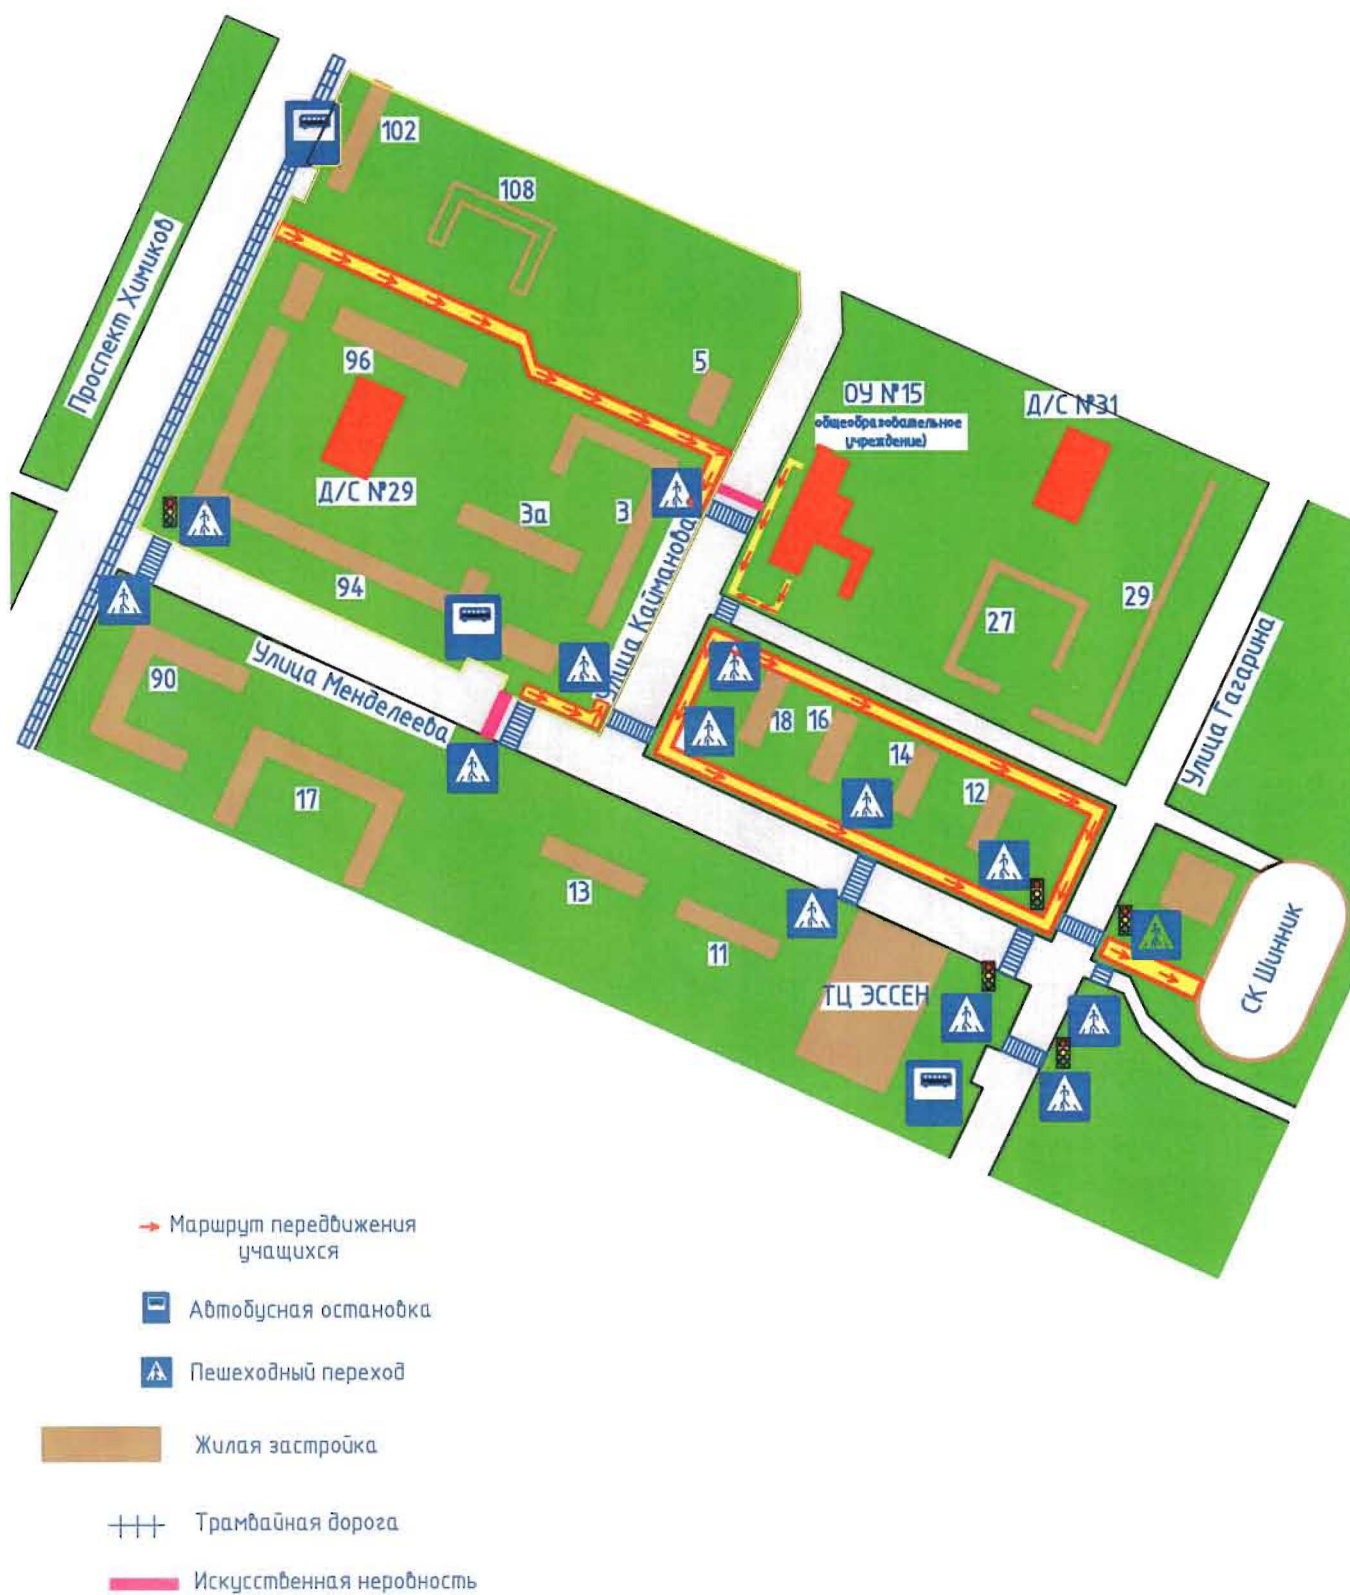 102
108
Проспект Химиков
96
5
ОУ №15
общеобразовательное
учреждение)
Д/С №31
Д/С №29
3а
3
94
Улица Кайманова
27
29
Улица Гагарина
90
Улица Менделеева
18
16
14
12
17
13
11
ТЦ ЭССЕН
СК Шинник
Маршрут передвижения
учащихся
Автобусная остановка
Пешеходный переход
Жилая застройка
Трамвайная дорога
Искусственная неровность